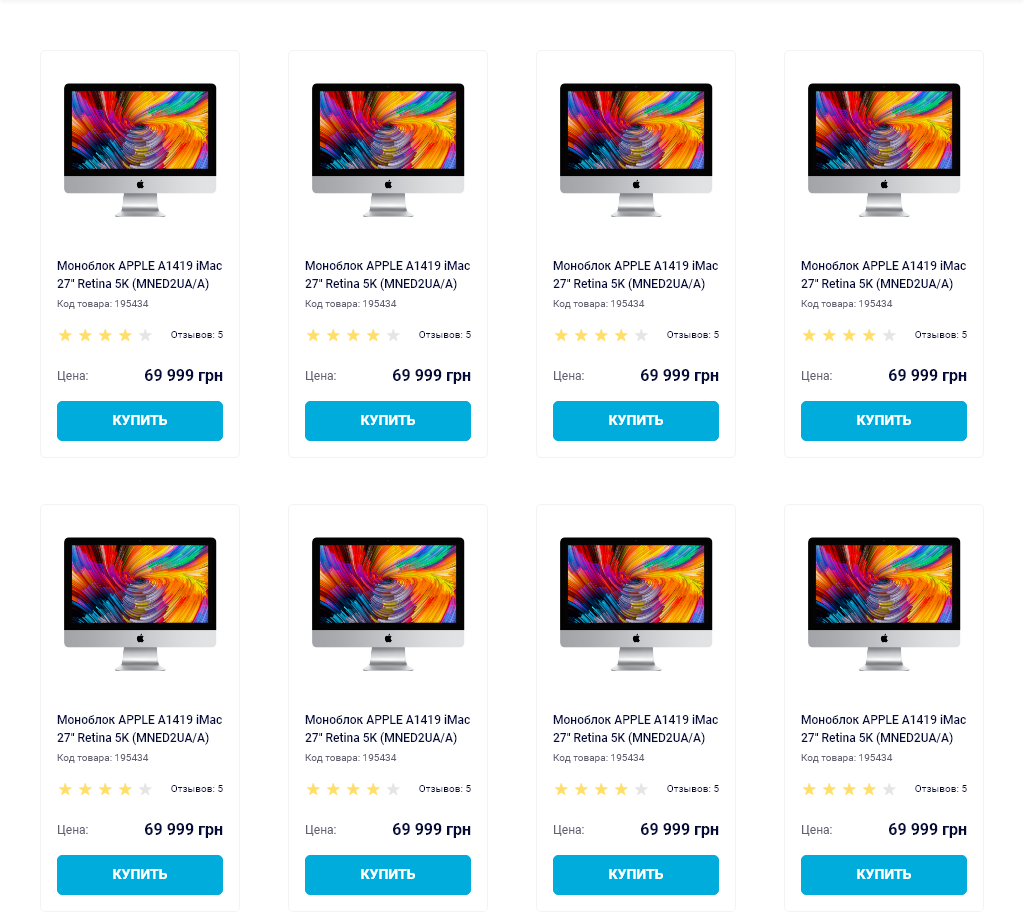 Моноблок APPLE A1419 iMac
27" Retina 5K (MNED2UA/A)
Код товара: 195434
Отзывов: 5
Цена: 69 999 грн
КУПИТЬ
Моноблок APPLE A1419 iMac
27" Retina 5K (MNED2UA/A)
Код товара: 195434
Отзывов: 5
Цена: 69 999 грн
КУПИТЬ
Моноблок APPLE A1419 iMac
27" Retina 5K (MNED2UA/A)
Код товара: 195434
Отзывов: 5
Цена: 69 999 грн
КУПИТЬ
Моноблок APPLE A1419 iMac
27" Retina 5K (MNED2UA/A)
Код товара: 195434
Отзывов: 5
Цена: 69 999 грн
КУПИТЬ
Моноблок APPLE A1419 iMac
27" Retina 5K (MNED2UA/A)
Код товара: 195434
Отзывов: 5
Цена: 69 999 грн
КУПИТЬ
Моноблок APPLE A1419 iMac
27" Retina 5K (MNED2UA/A)
Код товара: 195434
Отзывов: 5
Цена: 69 999 грн
КУПИТЬ
Моноблок APPLE A1419 iMac
27" Retina 5K (MNED2UA/A)
Код товара: 195434
Отзывов: 5
Цена: 69 999 грн
КУПИТЬ
Моноблок APPLE A1419 iMac
27" Retina 5K (MNED2UA/A)
Код товара: 195434
Отзывов: 5
Цена: 69 999 грн
КУПИТЬ